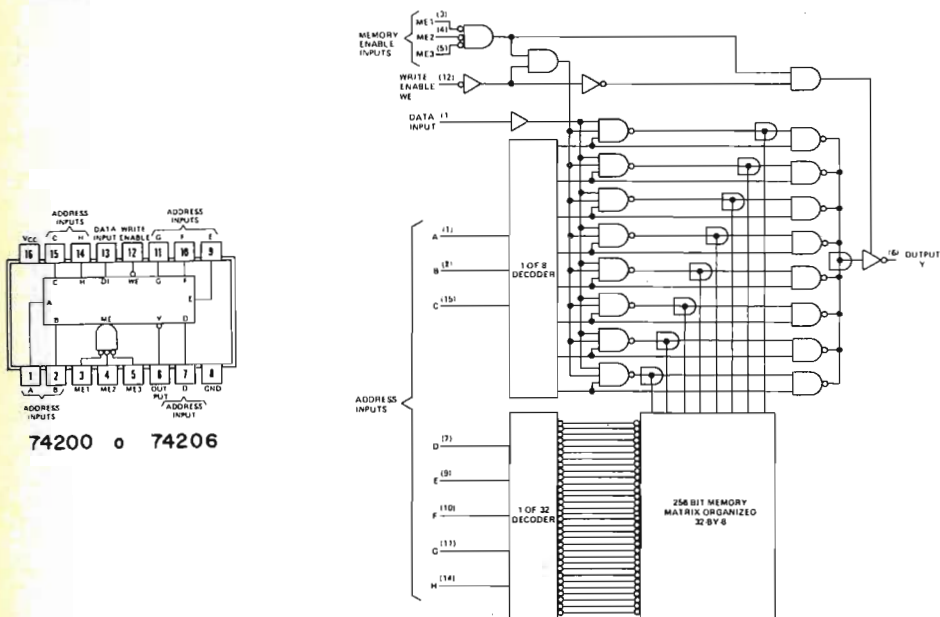 ADDRESS
INPUTS
ADDRESS
INPUTS
DATA WRITE
INPUT ENABLE
VCC C H G F E
16 15 14 13 12 11 10 9
C H DI WE G F
A E
B ME Y D
1 2 3 4 5 6 7 8
A B ME1 ME2 ME3 OUT PUT D GND
ADDRESS
INPUTS
ADDRESS
INPUT
74200 o 74206
MEMORY
ENABLE
INPUTS
ME1 (3)
ME2 (4)
ME3 (5)
WRITE
ENABLE
WE
(12)
DATA
INPUT
(1
ADDRESS
INPUTS
A (1)
B (2)
C (15)
1 OF 8
DECODER
D (7)
E (9)
F (10)
G (11)
H (14)
1 OF 32
DECODER
256 BIT MEMORY
MATRIX ORGANIZED
32-BY-8
(6) OUTPUT
Y